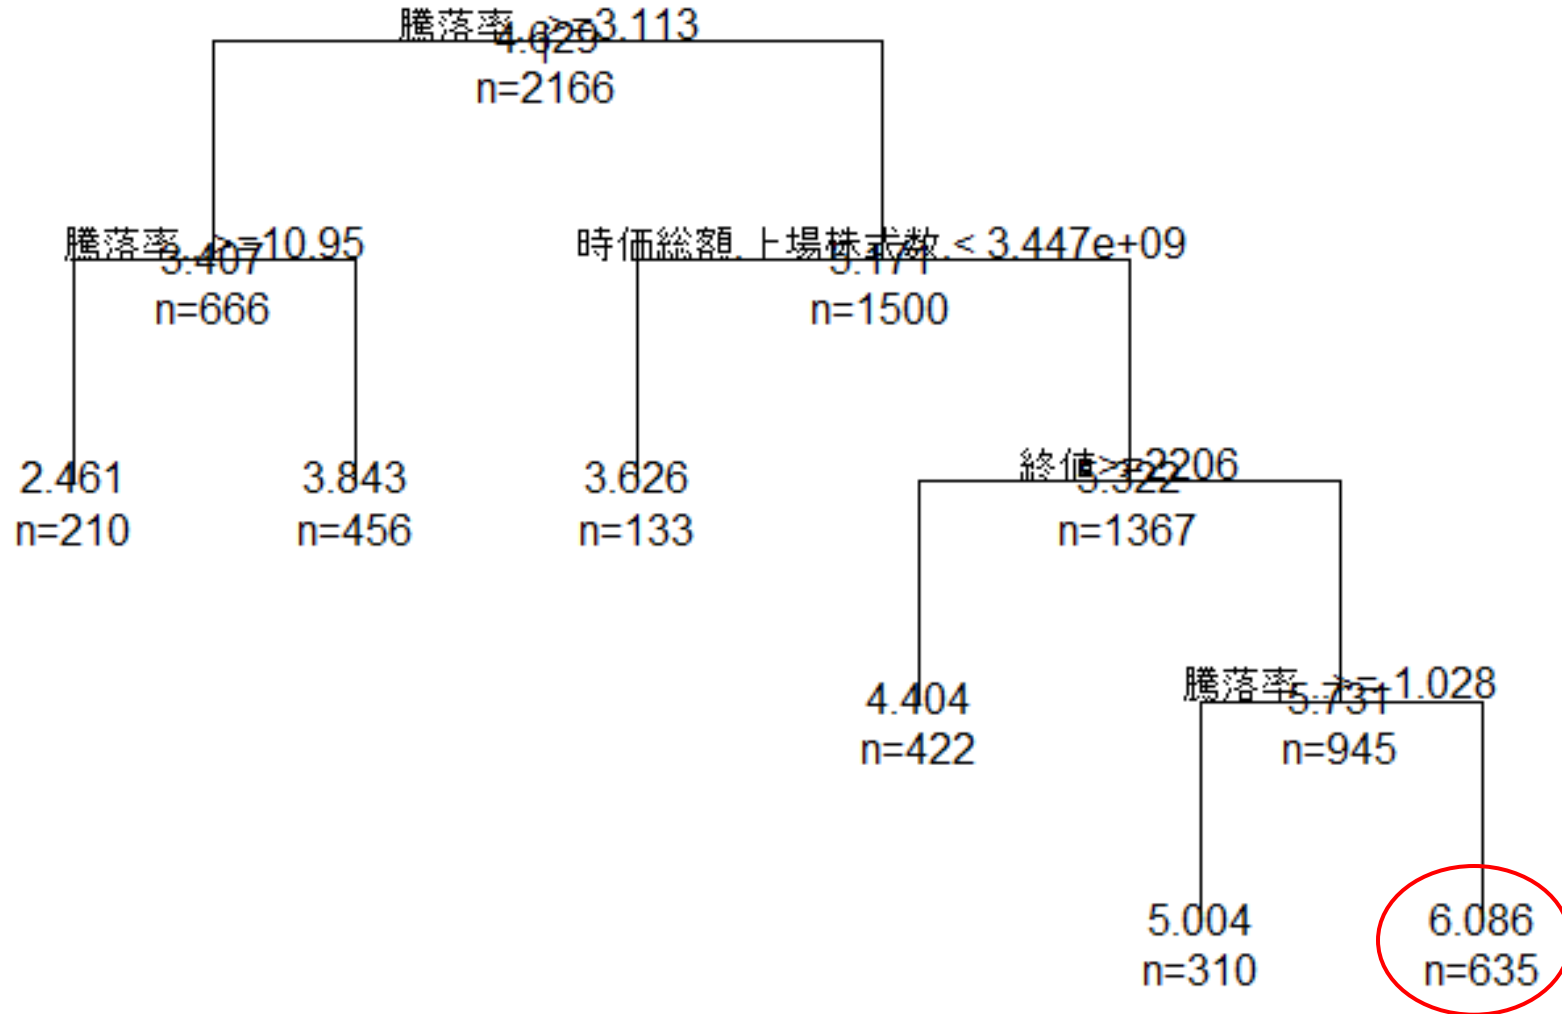 騰落率..>=3.113
4.629
n=2166
騰落率..>=10.95
3.407
n=666
時価総額.上場株式数.< 3.447e+09
5.171
n=1500
2.461
n=210
3.843
n=456
3.626
n=133
終値>=2206
5.322
n=1367
4.404
n=422
騰落率..>=-1.028
5.731
n=945
5.004
n=310
6.086
n=635